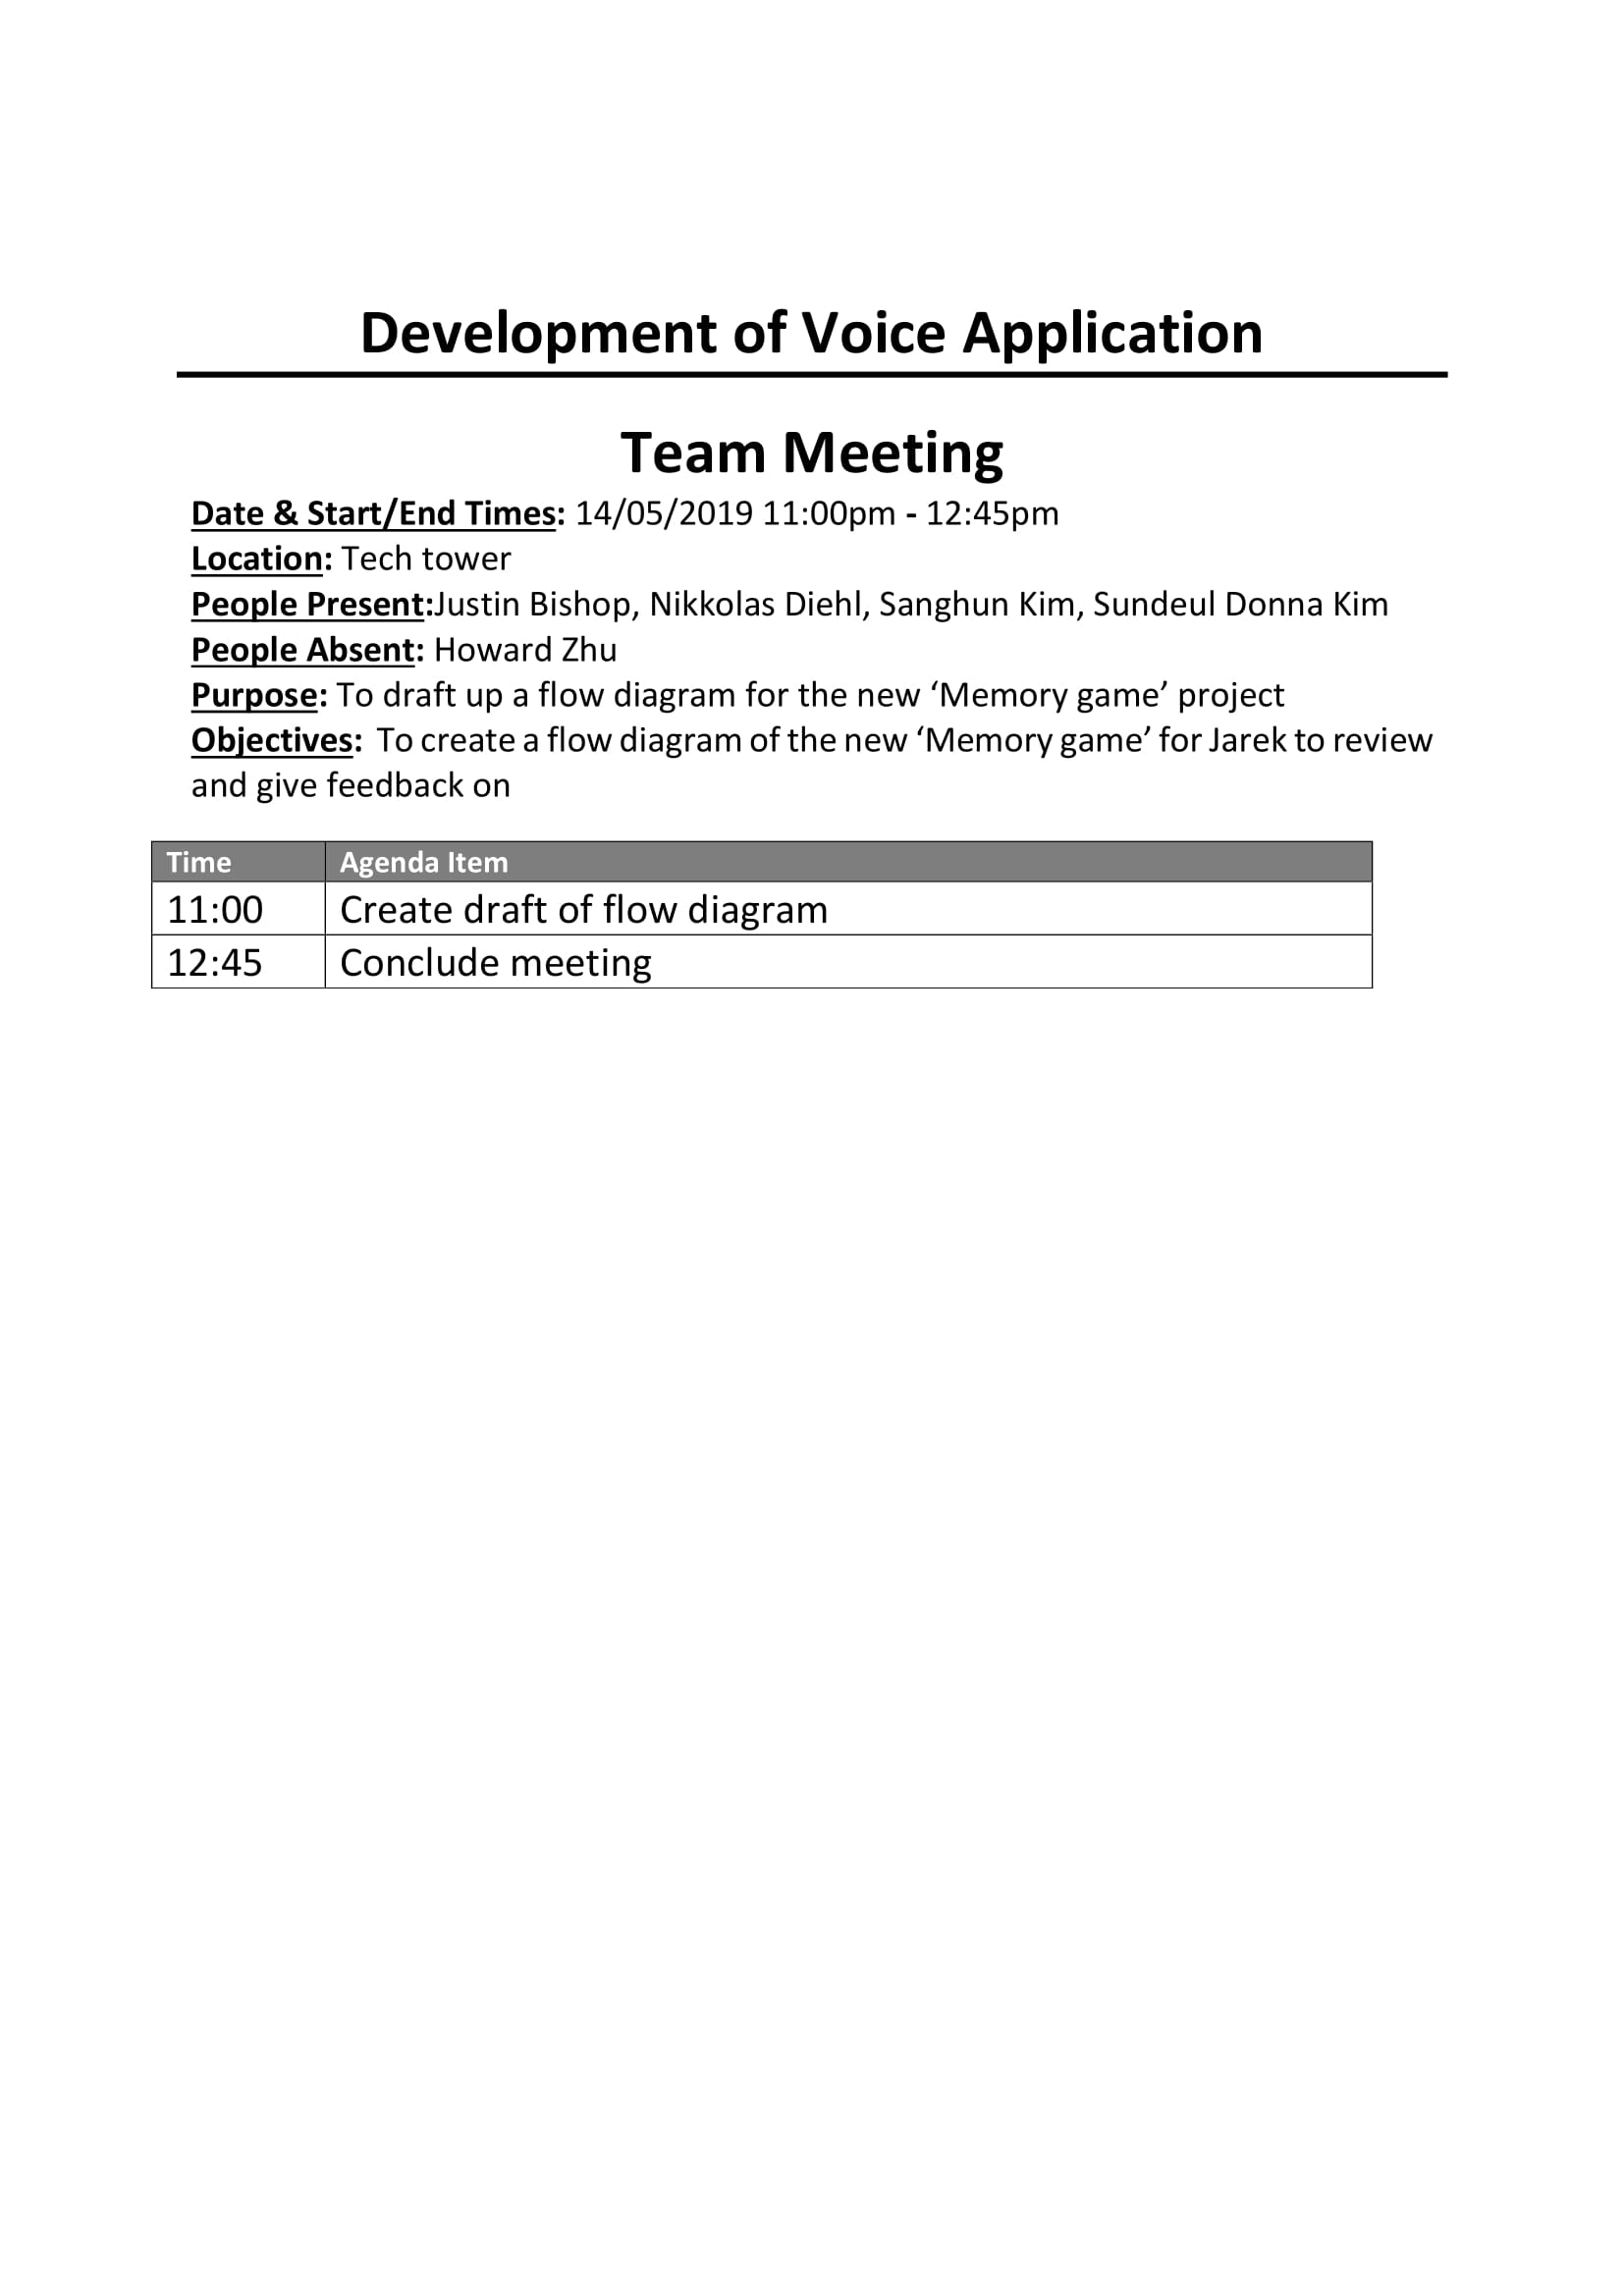 Development of Voice Application
Team Meeting
Date & Start/End Times: 14/05/2019 11:00pm - 12:45pm
Location: Tech tower
People Present:Justin Bishop, Nikkolas Diehl, Sanghun Kim, Sundeul Donna Kim
People Absent: Howard Zhu
Purpose: To draft up a flow diagram for the new ‘Memory game’ project
Objectives:  To create a flow diagram of the new ‘Memory game’ for Jarek to review
and give feedback on
Time Agenda Item
11:00 Create draft of flow diagram
12:45 Conclude meeting